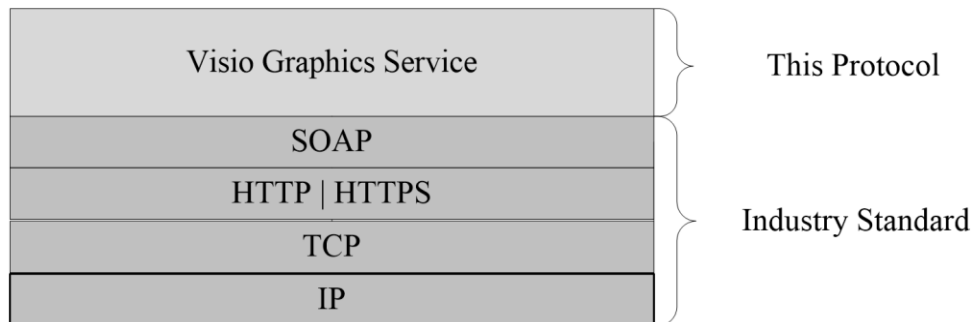 Visio Graphics Service
This Protocol
SOAP
HTTP | HTTPS
TCP
IP
Industry Standard